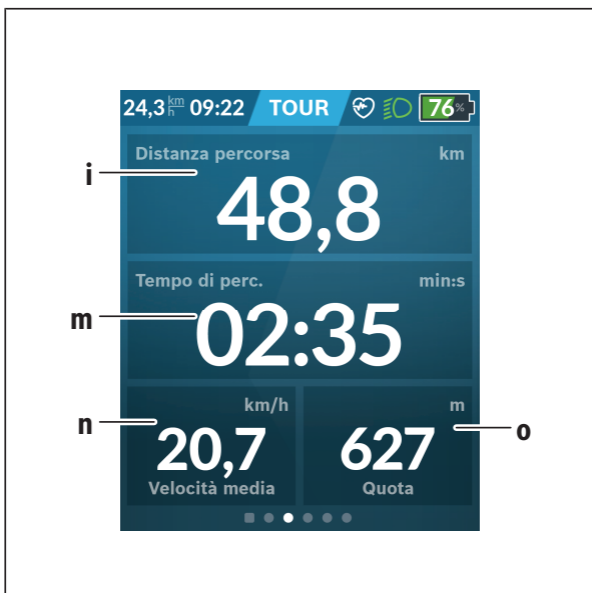 24,3 km/h 09:22 TOUR 76%
Distanza percorsa km
i
48,8
Tempo di perc. min:s
m
02:35
km/h m
n o
20,7 627
Velocità media Quota